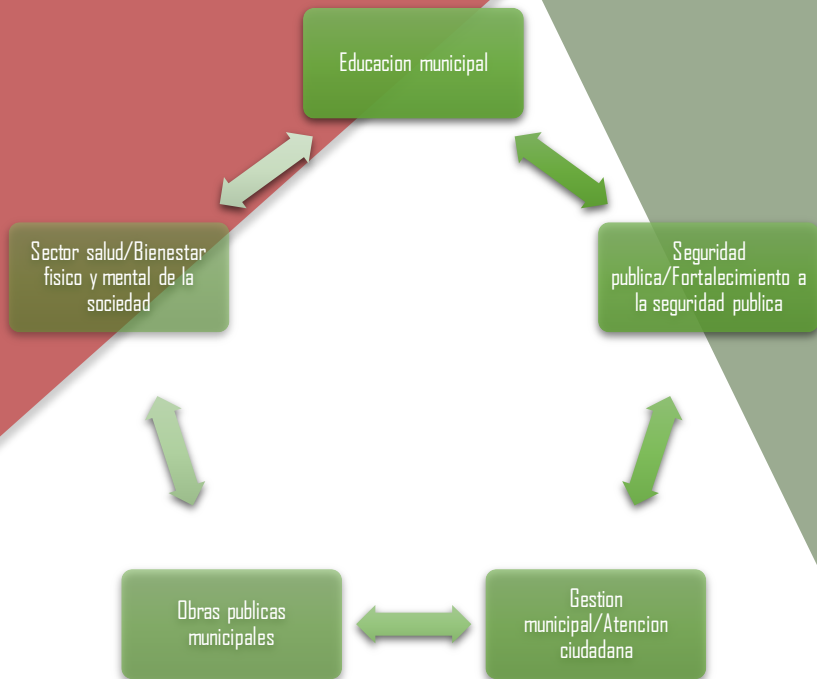 Educacion municipal
Sector salud/Bienestar
fisico y mental de la
sociedad
Seguridad
publica/Fortalecimiento a
la seguridad publica
Obras publicas
municipales
Gestion
municipal/Atencion
ciudadana